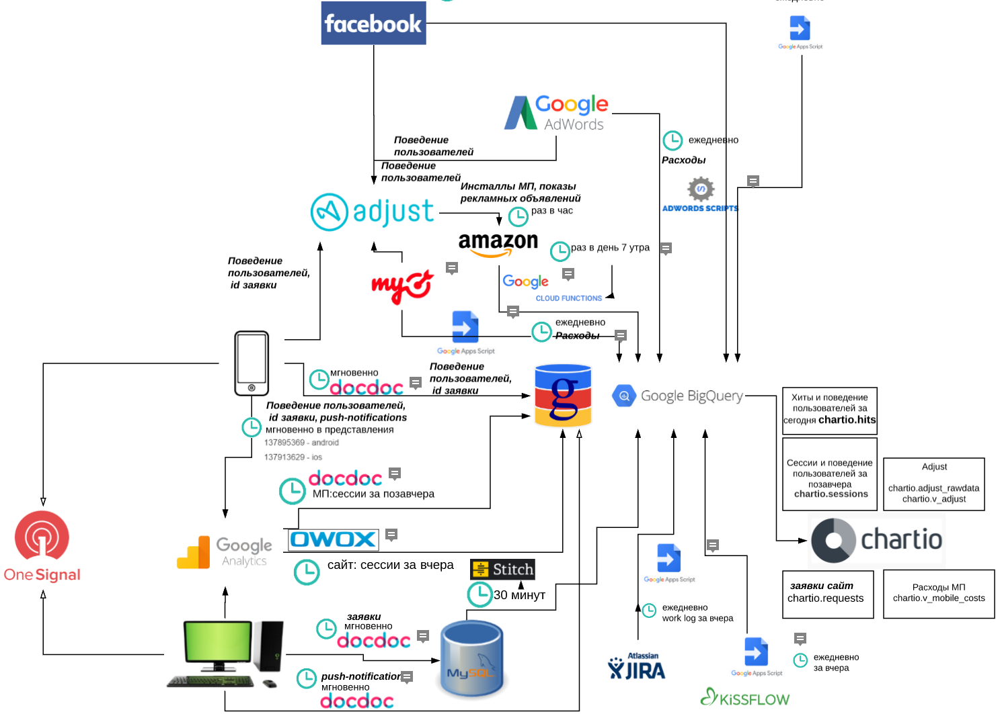 ежедневно
facebook
Google Apps Script
Google
AdWords
ежедневно
Расходы
Поведение
пользователей
Поведение
пользователей
Инсталлы МП, показы
рекламных объявлений
раз в час
ADWORDS SCRIPTS
adjust
amazon
раз в день 7 утра
Поведение
пользователей,
id заявки
my
Google
CLOUD FUNCTIONS
ежедневно
Расходы
Google Apps Script
мгновенно
docdoc
Поведение
пользователей,
id заявки
g
Google BigQuery
Хиты и поведение
пользователей за
сегодня chartio.hits
Поведение пользователей,
id заявки, push-notifications
мгновенно в представления
137895369 - android
137913629 - ios
Сессии и поведение
пользователей за
позавчера
chartio.sessions
Adjust
chartio.adjust_rawdata
chartio.v_adjust
docdoc
МП:сессии за позавчера
OWOX
Google
Analytics
chartio
OneSignal
сайт: сессии за вчера
Stitch
30 минут
Google Apps Script
заявки сайт
chartio.requests
Расходы МП
chartio.v_mobile_costs
заявки
мгновенно
docdoc
ежедневно
work log за вчера
MySQL
Atlassian
JIRA
Google Apps Script
ежедневно
за вчера
push-notification
мгновенно
docdoc
KiSSFLOW